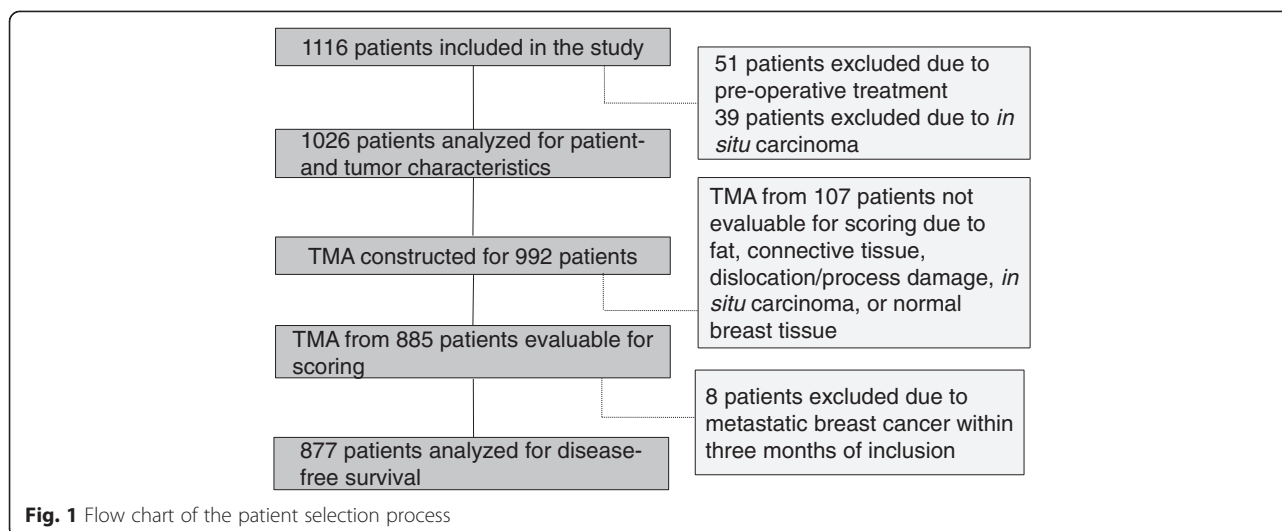 1116 patients included in the study
51 patients excluded due to
pre-operative treatment
39 patients excluded due to in
situ carcinoma
1026 patients analyzed for patient-
and tumor characteristics
TMA from 107 patients not
evaluable for scoring due to
fat, connective tissue,
dislocation/process damage, in
situ carcinoma, or normal
breast tissue
TMA constructed for 992 patients
TMA from 885 patients evaluable for
scoring
8 patients excluded due to
metastatic breast cancer within
three months of inclusion
877 patients analyzed for disease-
free survival
Fig. 1 Flow chart of the patient selection process